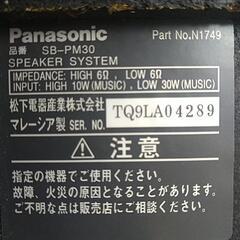 Panasonic Part No.N1749
品番 SB-PM30
SPEAKER SYSTEM
IMPEDANCE: HIGH 6Ω, LOW 6Ω
INPUT: HIGH 10W (MUSIC), LOW 30W (MUSIC)
松下電器産業株式会社
マレーシア製 SER. NO. TQ9LA04289
注意
指定の機器でご使用ください。
故障、火災の原因となることがあります。
ご不明な点は販売店にご相談ください